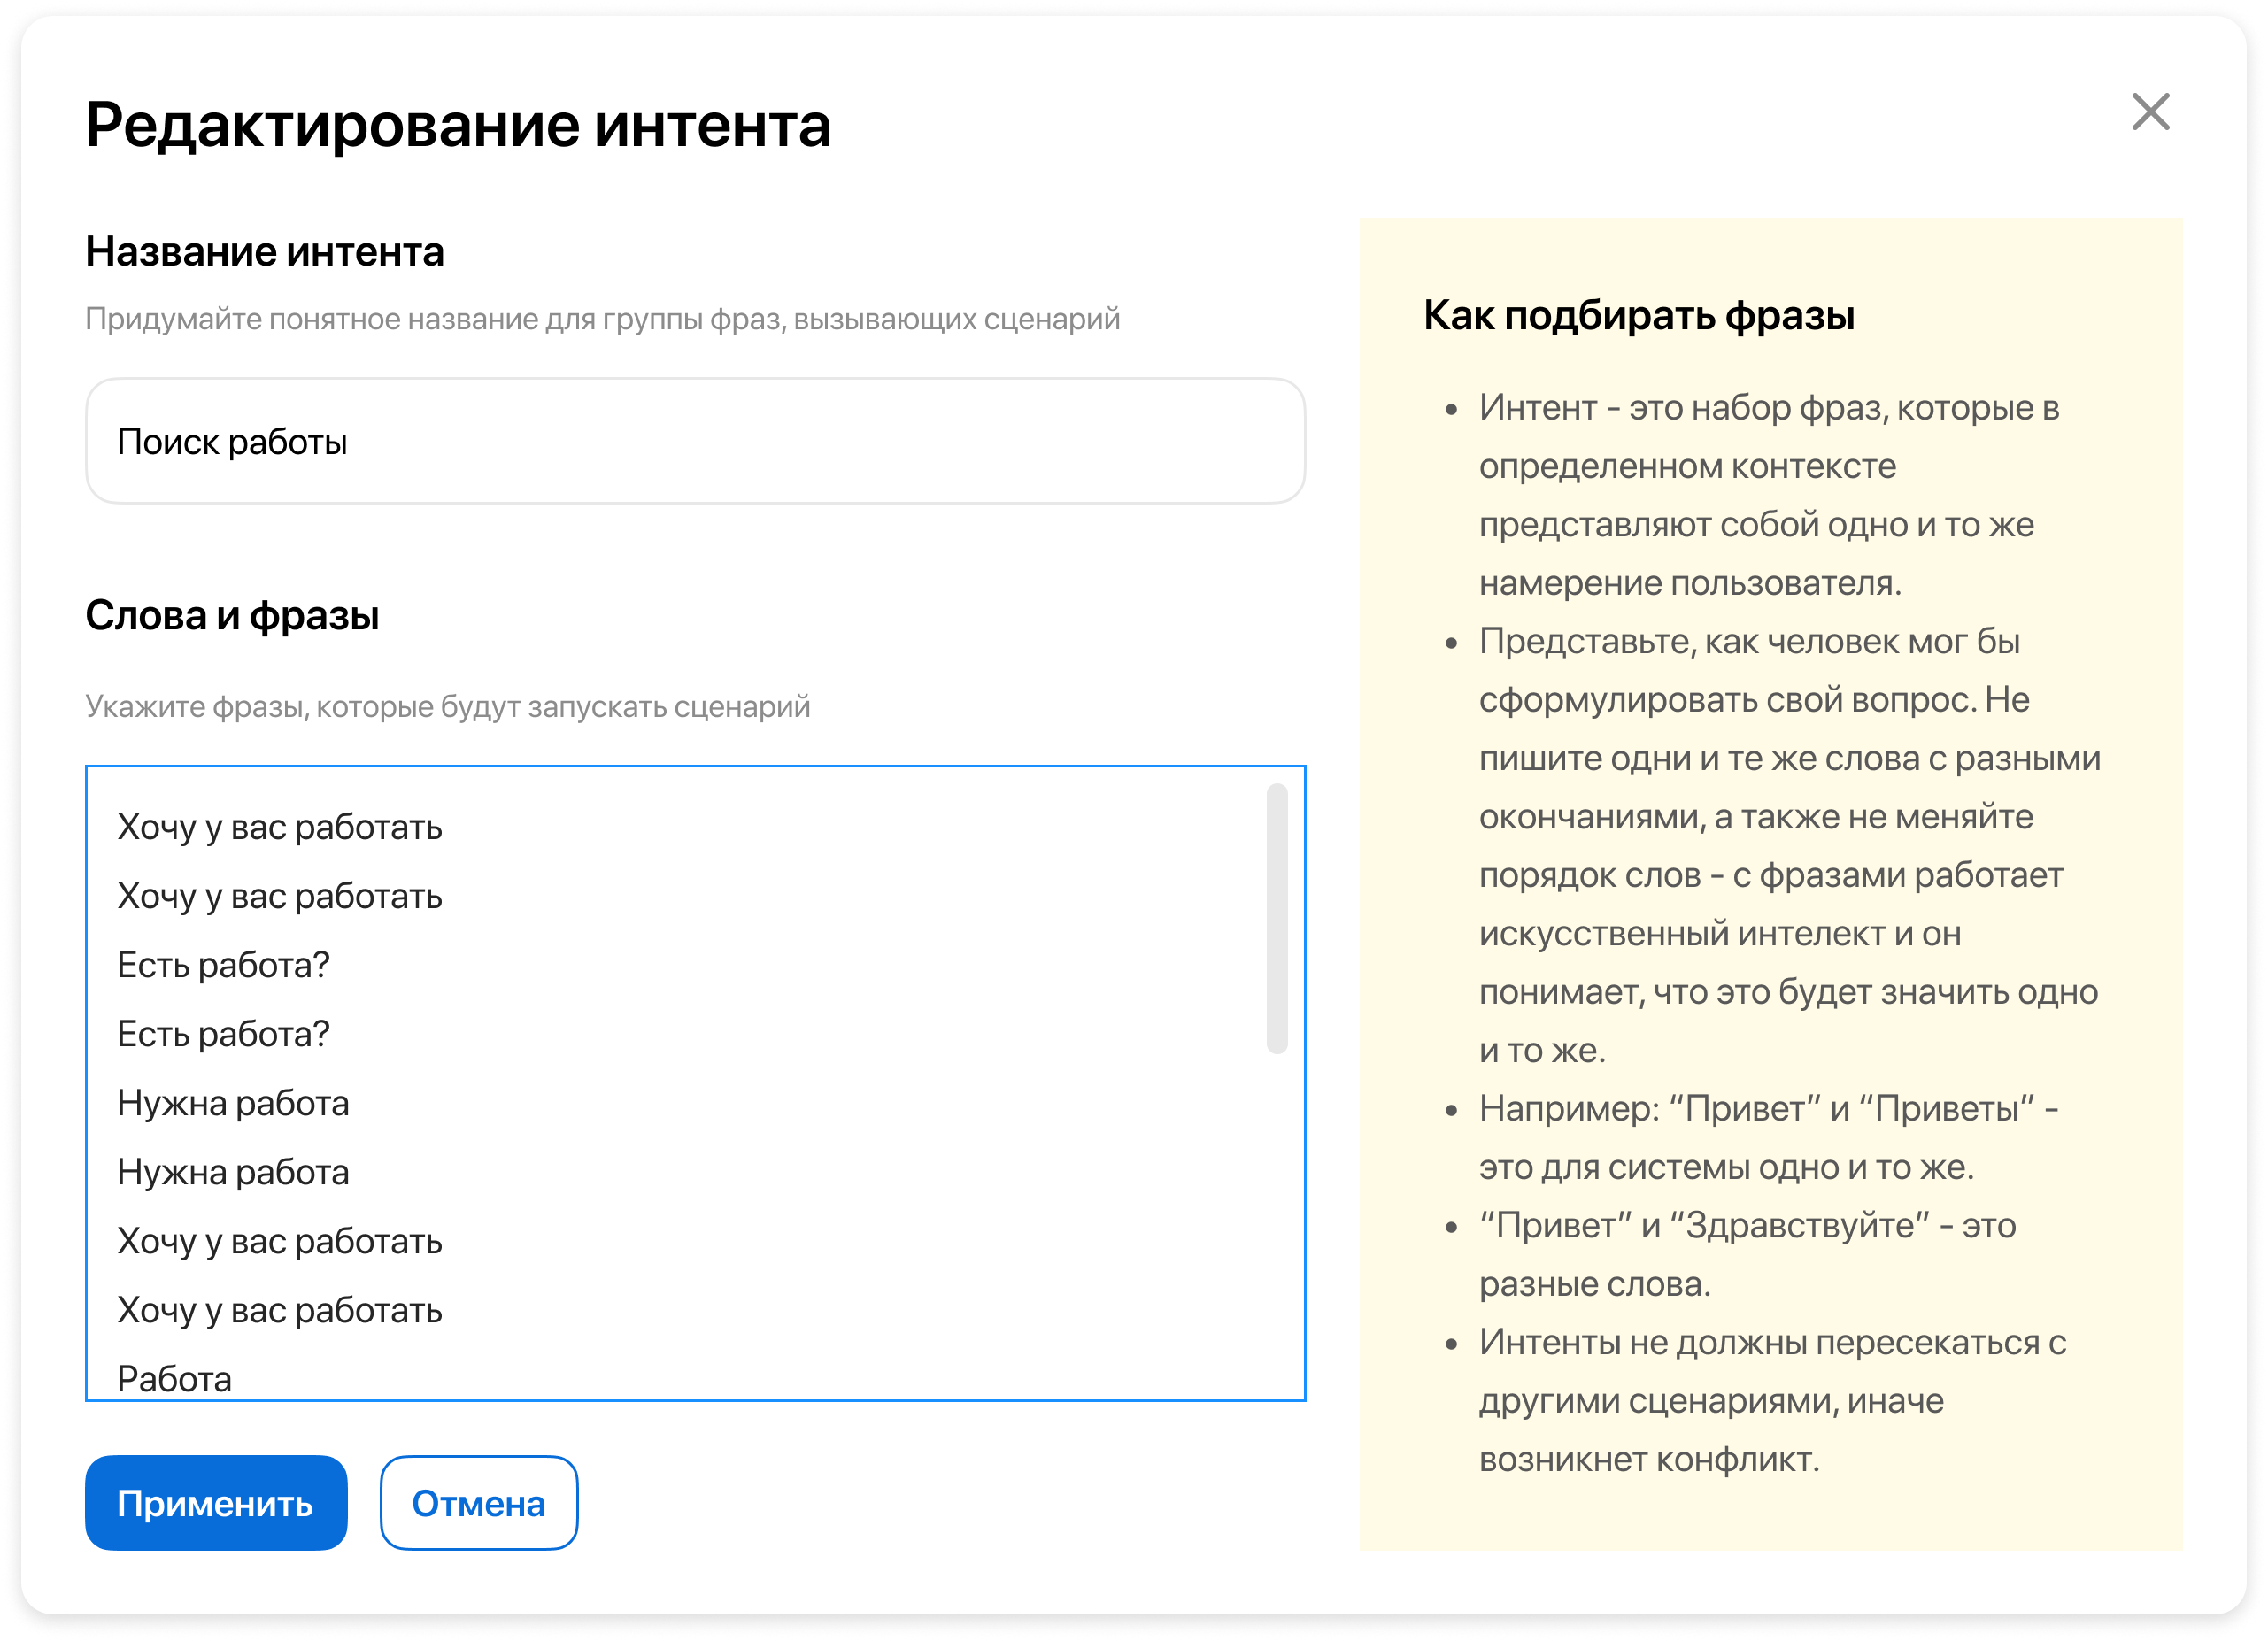 Редактирование интента
Название интента
Придумайте понятное название для группы фраз, вызывающих сценарий
Поиск работы
Слова и фразы
Укажите фразы, которые будут запускать сценарий
Хочу у вас работать
Хочу у вас работать
Есть работа?
Есть работа?
Нужна работа
Нужна работа
Хочу у вас работать
Хочу у вас работать
Работа
Применить
Отмена
Как подбирать фразы
• Интент - это набор фраз, которые в
определенном контексте
представляют собой одно и то же
намерение пользователя.
• Представьте, как человек мог бы
сформулировать свой вопрос. Не
пишите одни и те же слова с разными
окончаниями, а также не меняйте
порядок слов - с фразами работает
искусственный интелект и он
понимает, что это будет значить одно
и то же.
• Например: “Привет” и “Приветы” -
это для системы одно и то же.
• “Привет” и “Здравствуйте” - это
разные слова.
• Интенты не должны пересекаться с
другими сценариями, иначе
возникнет конфликт.